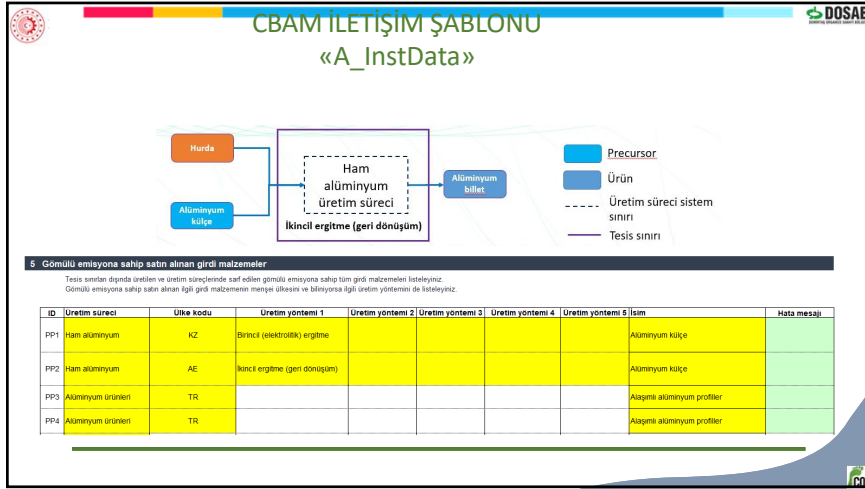 CBAM İLETİŞİM ŞABLONU
«A_InstData»
DOSAB
Hurda
Alüminyum
külçe
Ham
alüminyum
üretim süreci
İkincil ergitme (geri dönüşüm)
Alüminyum
billet
Precursor
Ürün
Üretim süreci sistem
sınırı
Tesis sınırı
5 Gömülü emisyona sahip satın alınan girdi malzemeler
Tesis sınırları dışında üretilen ve üretim süreçlerinde sarf edilen gömülü emisyona sahip tüm girdi malzemeleri listeleyiniz.
Gömülü emisyona sahip satın alınan ilgili girdi malzemenin menşei ülkesini ve biliniyorsa ilgili üretim yöntemini de listeleyiniz.
ID Üretim süreci Ülke kodu Üretim yöntemi 1 Üretim yöntemi 2 Üretim yöntemi 3 Üretim yöntemi 4 Üretim yöntemi 5 İsim Hata mesajı
PP1 Ham alüminyum KZ Birincil (elektrolitik) ergitme Alüminyum külçe
PP2 Ham alüminyum AE İkincil ergitme (geri dönüşüm) Alüminyum külçe
PP3 Alüminyum ürünleri TR Alaşımlı alüminyum profiller
PP4 Alüminyum ürünleri TR Alaşımlı alüminyum profiller